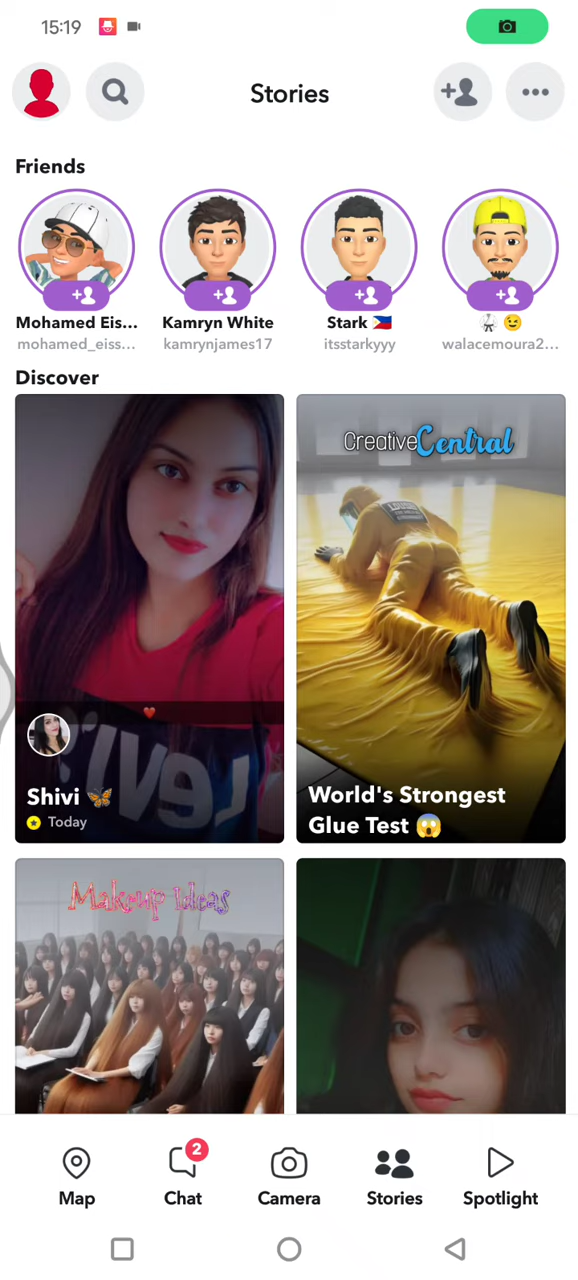 15:19
Stories
Friends
Mohamed Eis...
mohamed_eiss...
Kamryn White
kamrynjames17
Stark 🇵🇭
itsstarkyyy
🥋 😉
walacemoura2...
Discover
Shivi 🦋
Today
CreativeCentral
World's Strongest
Glue Test 😱
Makeup Ideas
Map
2
Chat
Camera
Stories
Spotlight